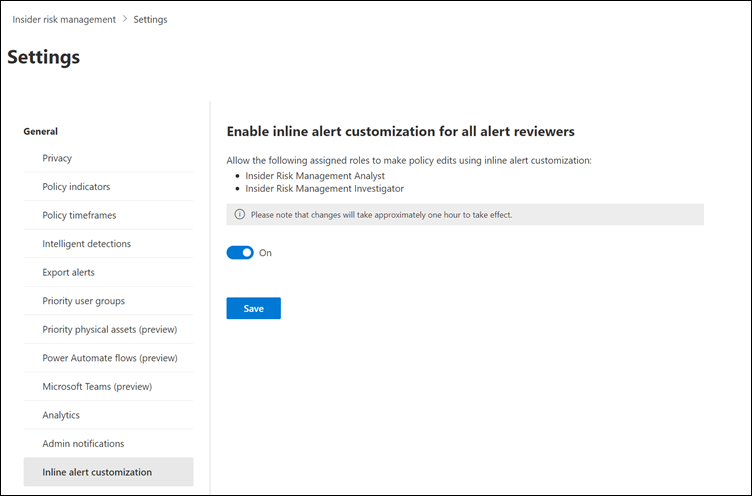 Insider risk management > Settings
Settings
General
Privacy
Policy indicators
Policy timeframes
Intelligent detections
Export alerts
Priority user groups
Priority physical assets (preview)
Power Automate flows (preview)
Microsoft Teams (preview)
Analytics
Admin notifications
Inline alert customization
Enable inline alert customization for all alert reviewers
Allow the following assigned roles to make policy edits using inline alert customization:
• Insider Risk Management Analyst
• Insider Risk Management Investigator
Please note that changes will take approximately one hour to take effect.
On
Save